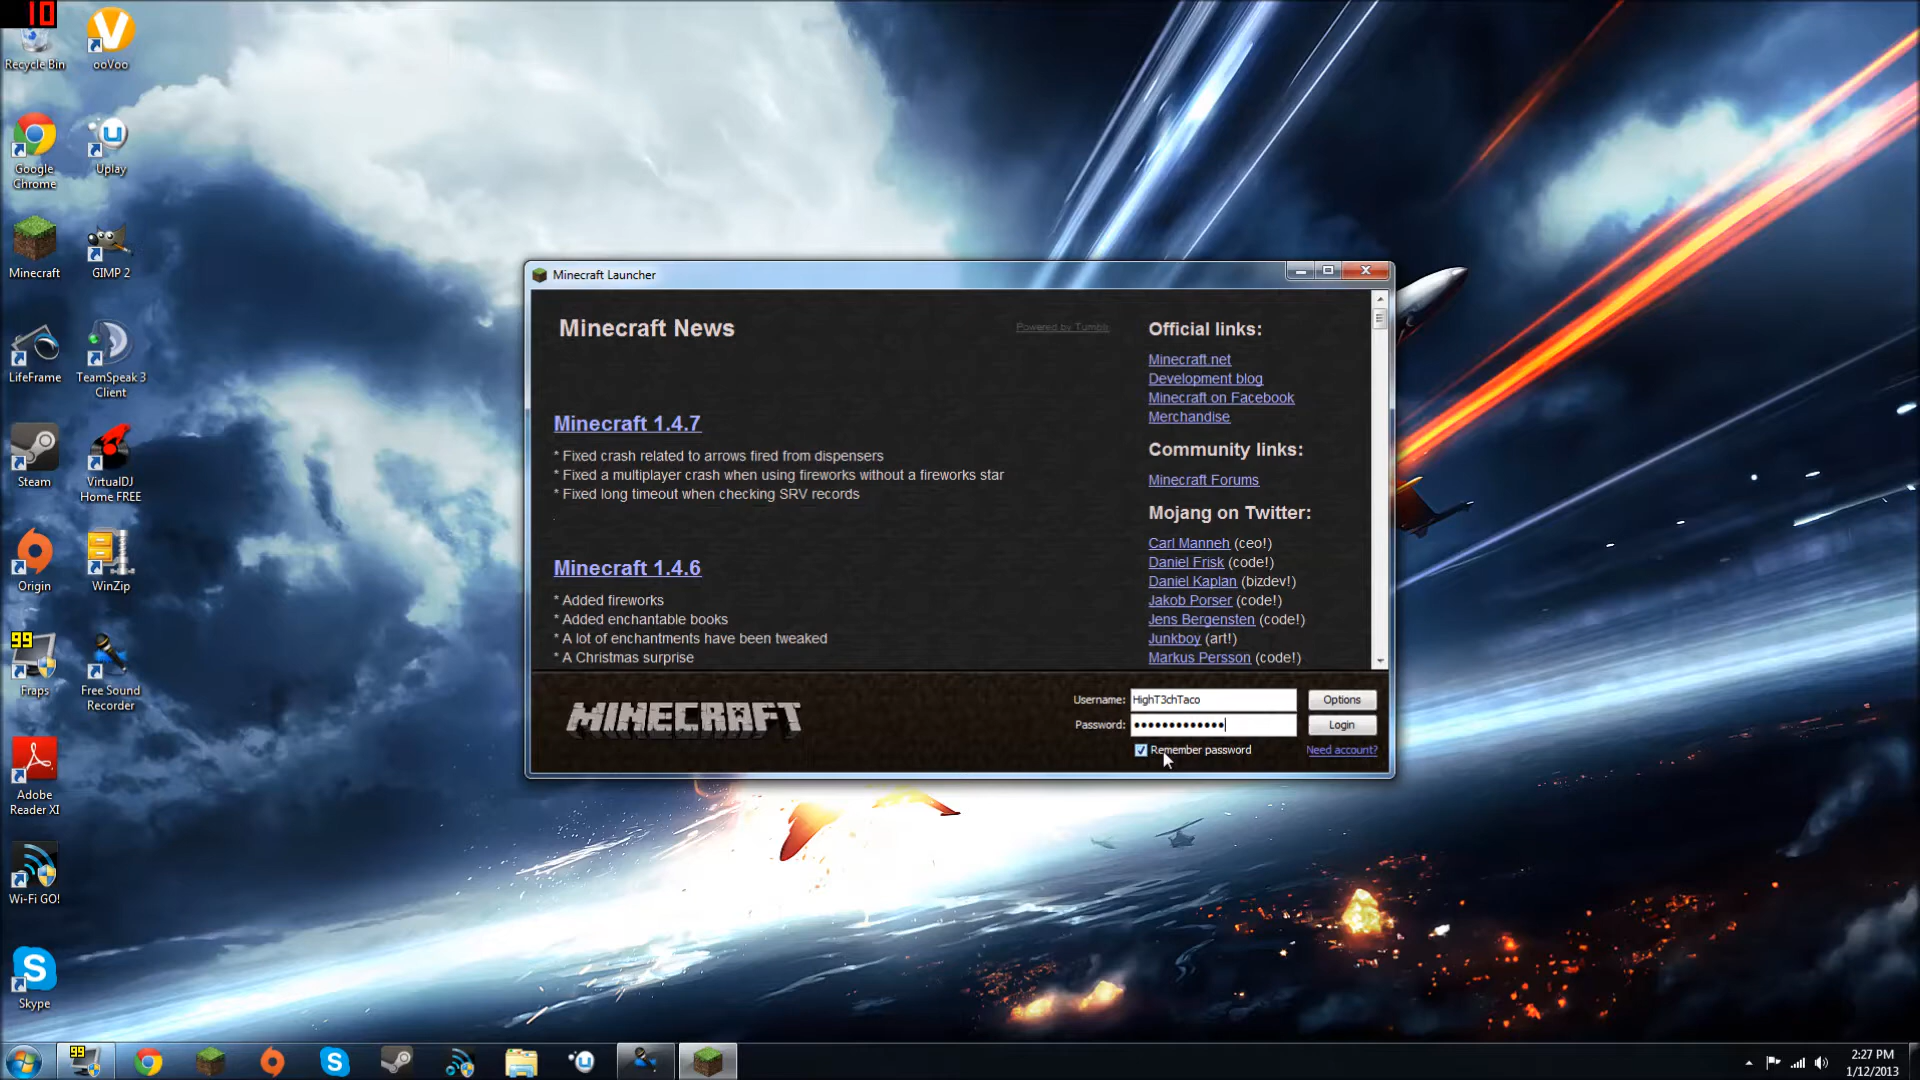 10
Recycle Bin
ooVoo
Google Chrome
Uplay
Minecraft
GIMP 2
LifeFrame
TeamSpeak 3 Client
Steam
VirtualDJ Home FREE
Origin
WinZip
99
Fraps
Free Sound Recorder
Adobe Reader XI
Wi-Fi GO!
Skype
Minecraft Launcher
Minecraft News
Powered by Tumblr
Minecraft 1.4.7
* Fixed crash related to arrows fired from dispensers
* Fixed a multiplayer crash when using fireworks without a fireworks star
* Fixed long timeout when checking SRV records
Minecraft 1.4.6
* Added fireworks
* Added enchantable books
* A lot of enchantments have been tweaked
* A Christmas surprise
Official links:
Minecraft.net
Development blog
Minecraft on Facebook
Merchandise
Community links:
Minecraft Forums
Mojang on Twitter:
Carl Manneh (ceo!)
Daniel Frisk (code!)
Daniel Kaplan (bizdev!)
Jakob Porser (code!)
Jens Bergensten (code!)
Junkboy (art!)
Markus Persson (code!)
MINECRAFT
Username: HighT3chTaco
Options
Password: •••••••••••••
Login
Remember password
Need account?
99
2:27 PM
1/12/2013